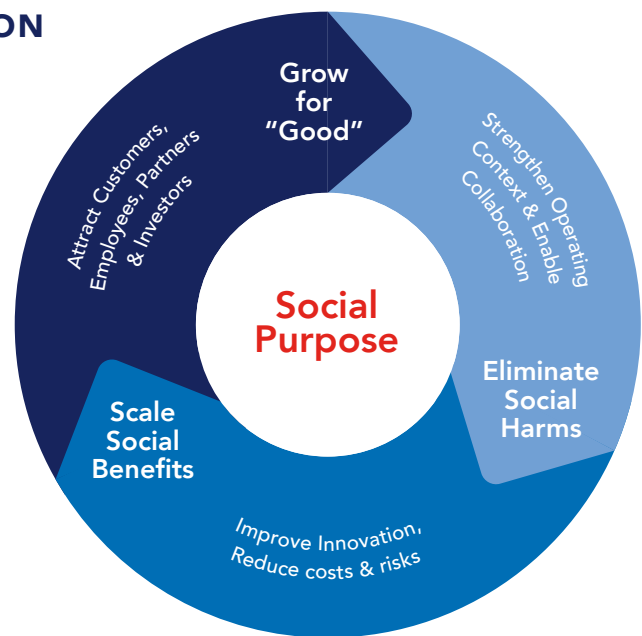 ON
Grow
for
“Good”
Strengthen Operating
Context & Enable
Collaboration
Eliminate
Social
Harms
Improve Innovation,
Reduce costs & risks
Scale
Social
Benefits
Attract Customers,
Employees, Partners
& Investors
Social
Purpose